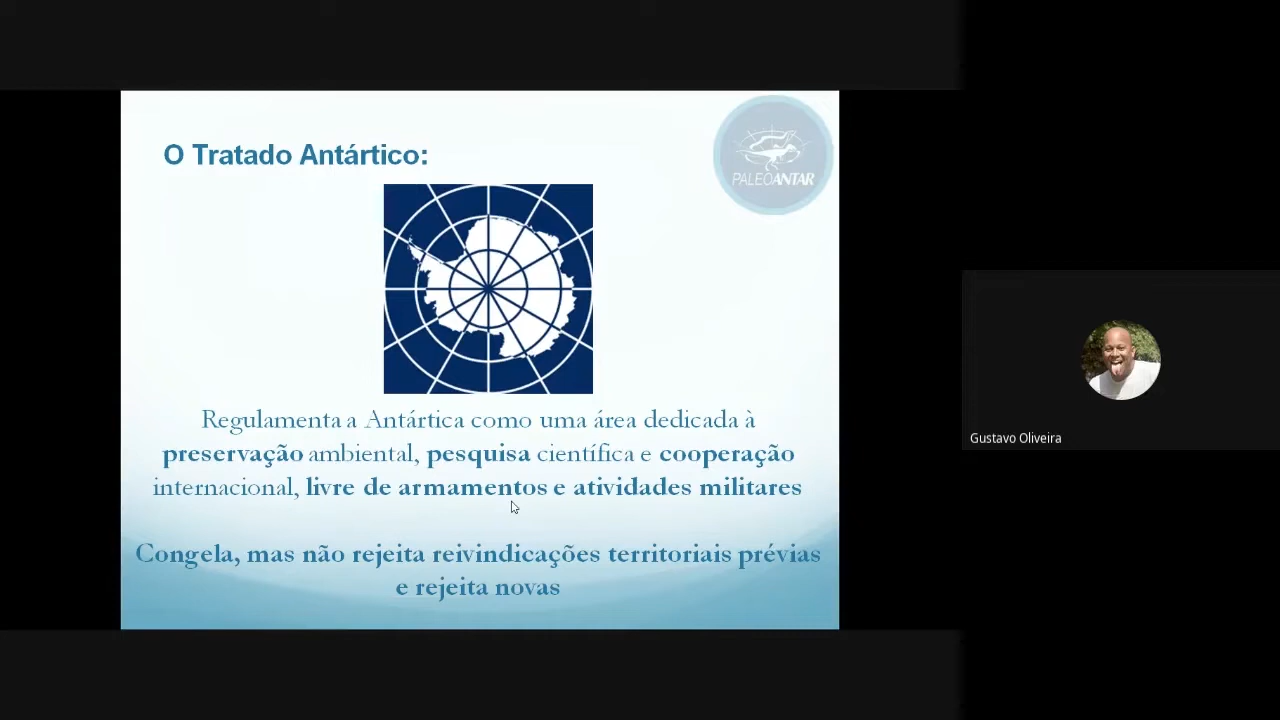 O Tratado Antártico:
PALEOANTAR
Regulamenta a Antártica como uma área dedicada à
preservação ambiental, pesquisa científica e cooperação
internacional, livre de armamentos e atividades militares
Congela, mas não rejeita reivindicações territoriais prévias
e rejeita novas
Gustavo Oliveira